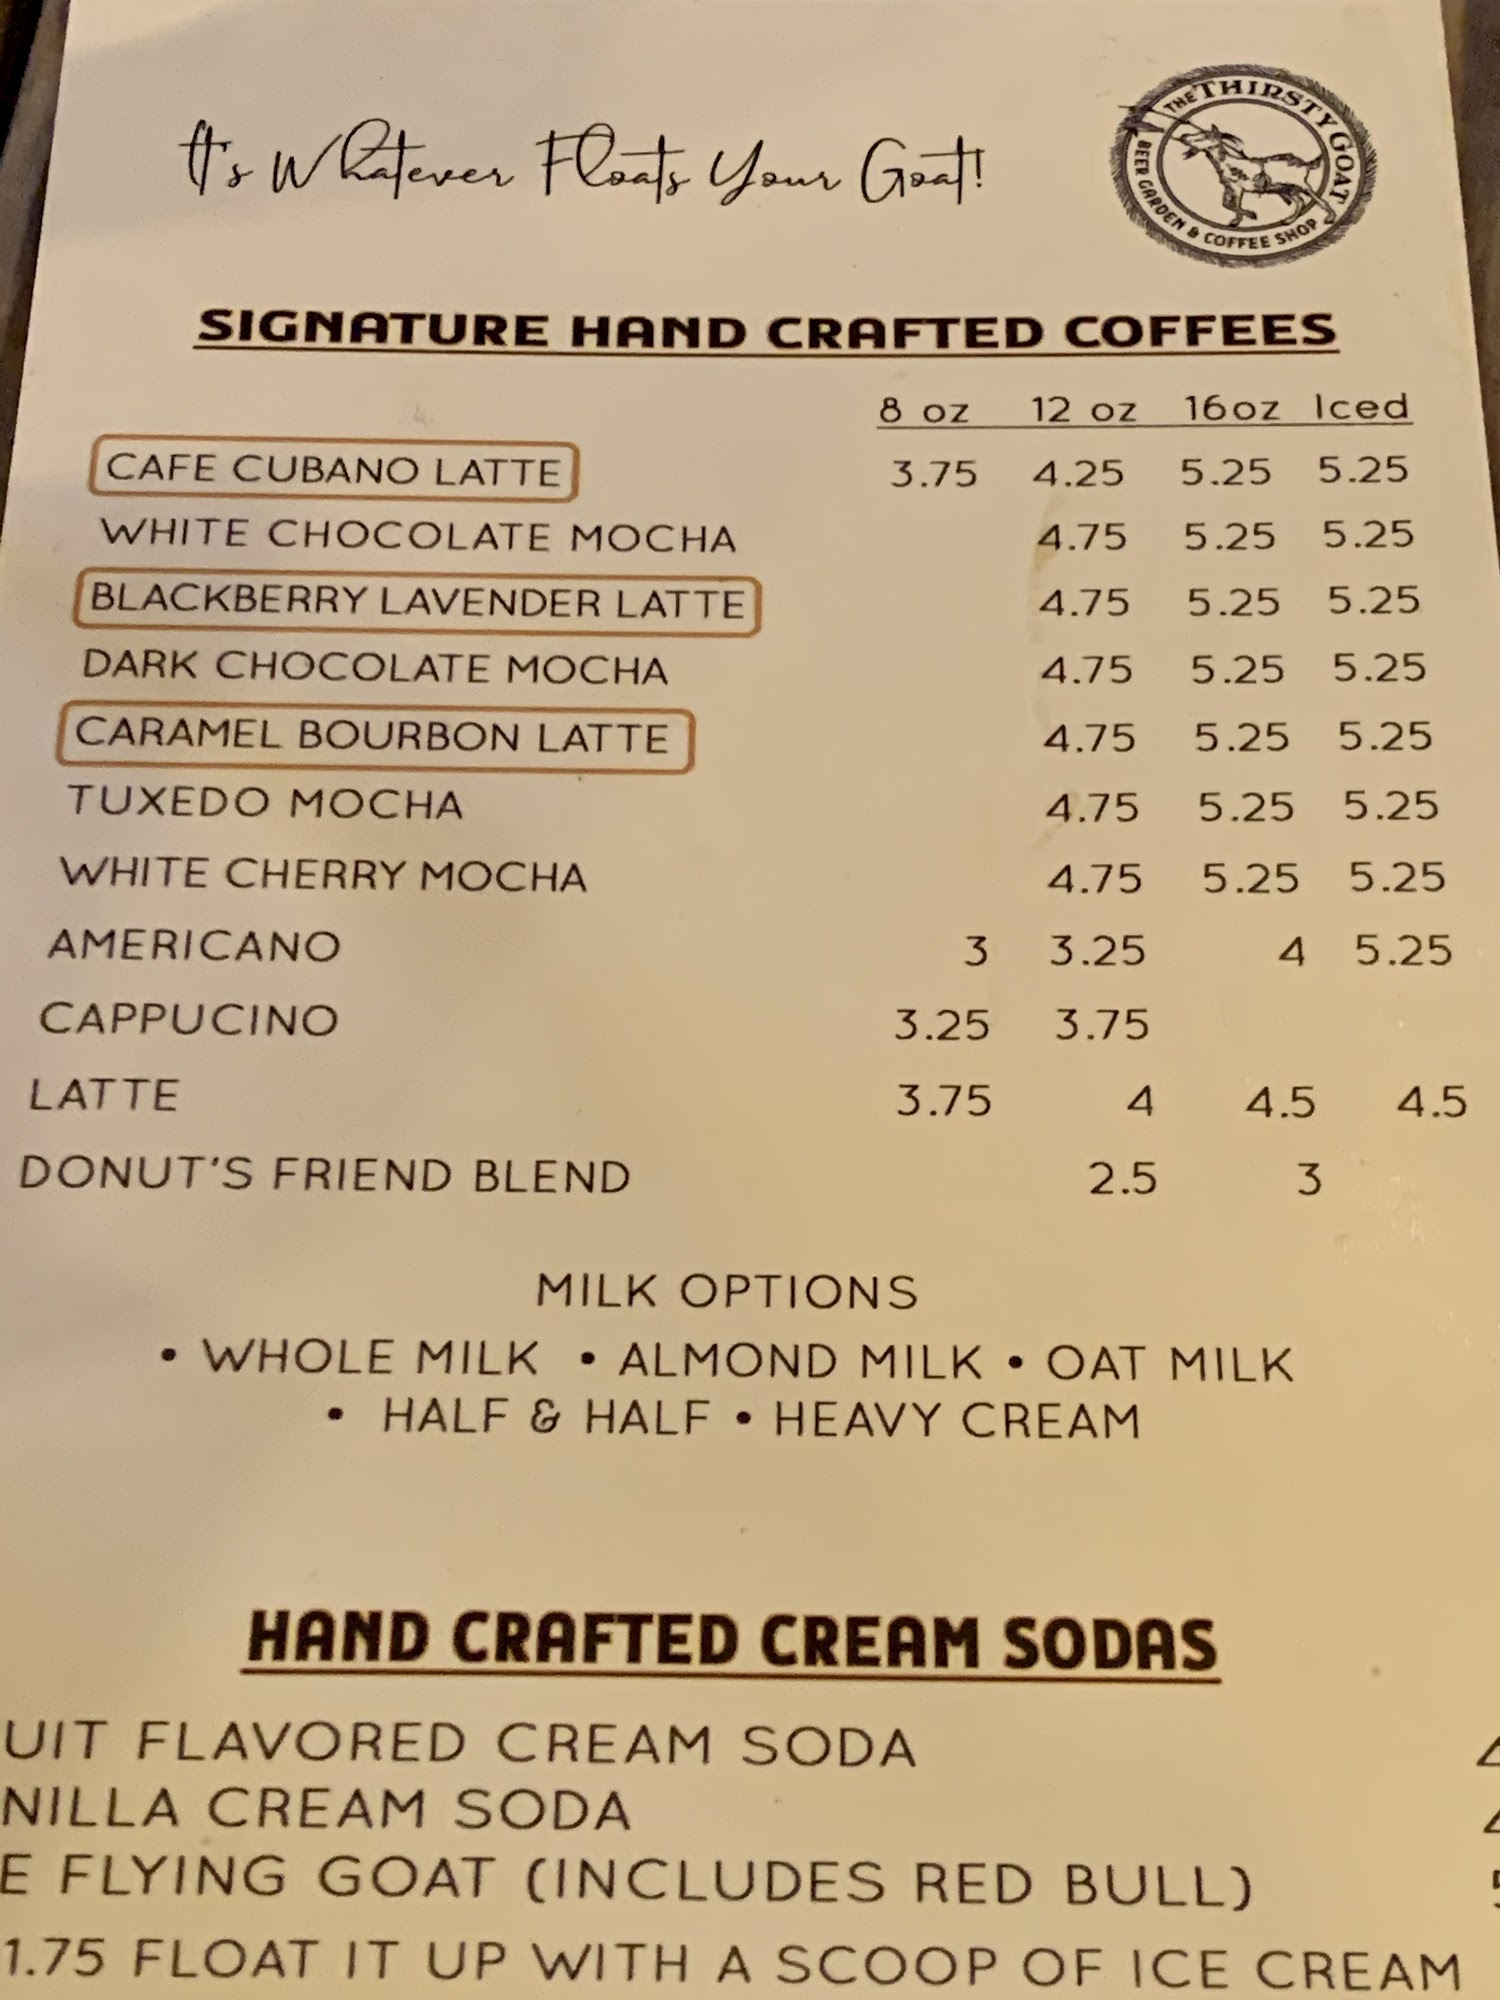 It's Whatever Floats Your Goat!
THE THIRSTY GOAT
BEER GARDEN & COFFEE SHOP
SIGNATURE HAND CRAFTED COFFEES
8 oz 12 oz 16oz Iced
CAFE CUBANO LATTE 3.75 4.25 5.25 5.25
WHITE CHOCOLATE MOCHA 4.75 5.25 5.25
BLACKBERRY LAVENDER LATTE 4.75 5.25 5.25
DARK CHOCOLATE MOCHA 4.75 5.25 5.25
CARAMEL BOURBON LATTE 4.75 5.25 5.25
TUXEDO MOCHA 4.75 5.25 5.25
WHITE CHERRY MOCHA 4.75 5.25 5.25
AMERICANO 3 3.25 4 5.25
CAPPUCINO 3.25 3.75
LATTE 3.75 4 4.5 4.5
DONUT'S FRIEND BLEND 2.5 3
MILK OPTIONS
• WHOLE MILK • ALMOND MILK • OAT MILK
• HALF & HALF • HEAVY CREAM
HAND CRAFTED CREAM SODAS
UIT FLAVORED CREAM SODA
NILLA CREAM SODA
E FLYING GOAT (INCLUDES RED BULL)
1.75 FLOAT IT UP WITH A SCOOP OF ICE CREAM